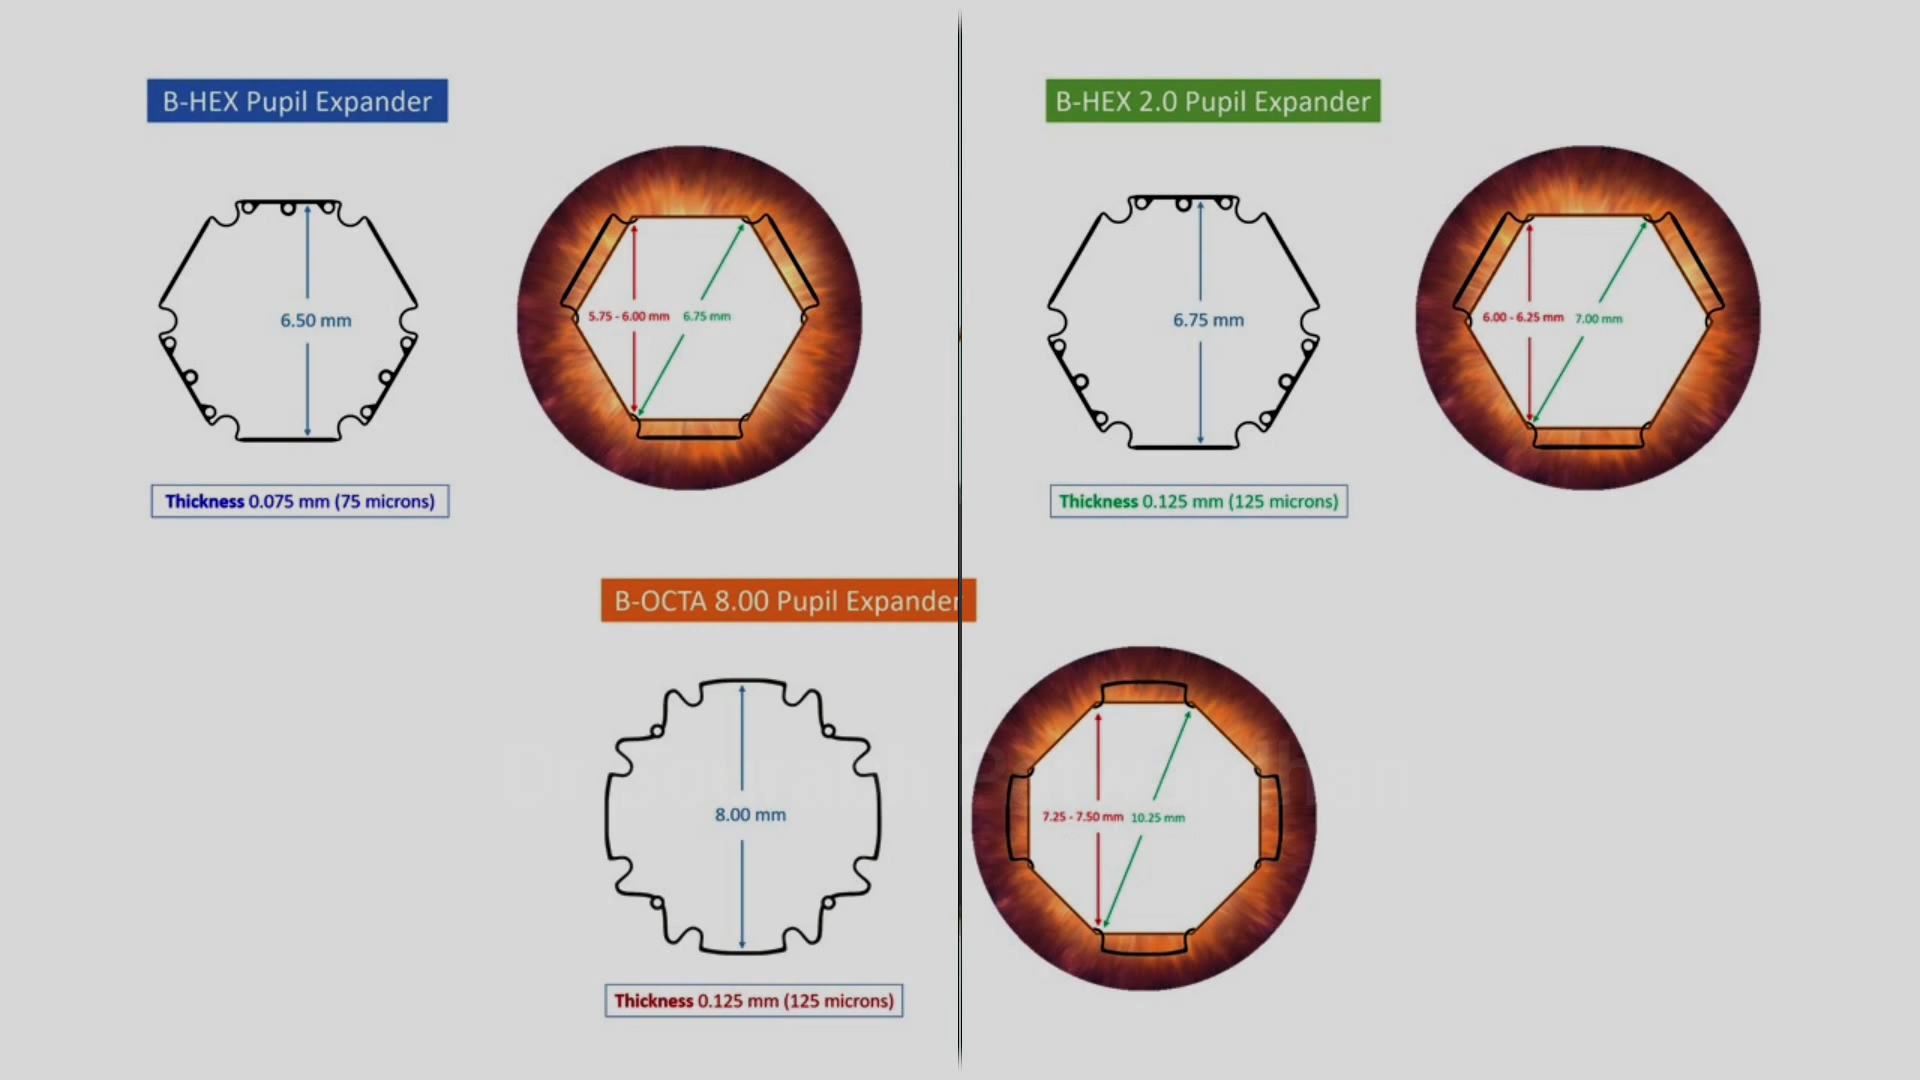 B-HEX Pupil Expander
6.50 mm
5.75 - 6.00 mm
6.75 mm
Thickness 0.075 mm (75 microns)
B-HEX 2.0 Pupil Expander
6.75 mm
6.00 - 6.25 mm
7.00 mm
Thickness 0.125 mm (125 microns)
B-OCTA 8.00 Pupil Expander
8.00 mm
7.25 - 7.50 mm
10.25 mm
Thickness 0.125 mm (125 microns)